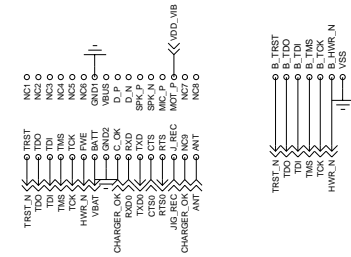 VDD_VIB
NC1 NC2 NC3 NC4 NC5 NC6 GND1 VBUS D_P D_N SPK_P SPK_N MIC_P MOT_P NC7 NC8
TRST TDO TDI TMS TCK FWE BATT GND2 C_OK RXD TXD CTS RTS J_REC NC9 ANT
TRST_N TDO TDI TMS TCK HWR_N VBAT CHARGER_OK RXD0 TXD0 CTS0 RTS0 JIG_REC CHARGER_OK ANT
B_TRST B_TDO B_TDI B_TMS B_TCK B_HWR_N VSS
TRST_N TDO TDI TMS TCK HWR_N